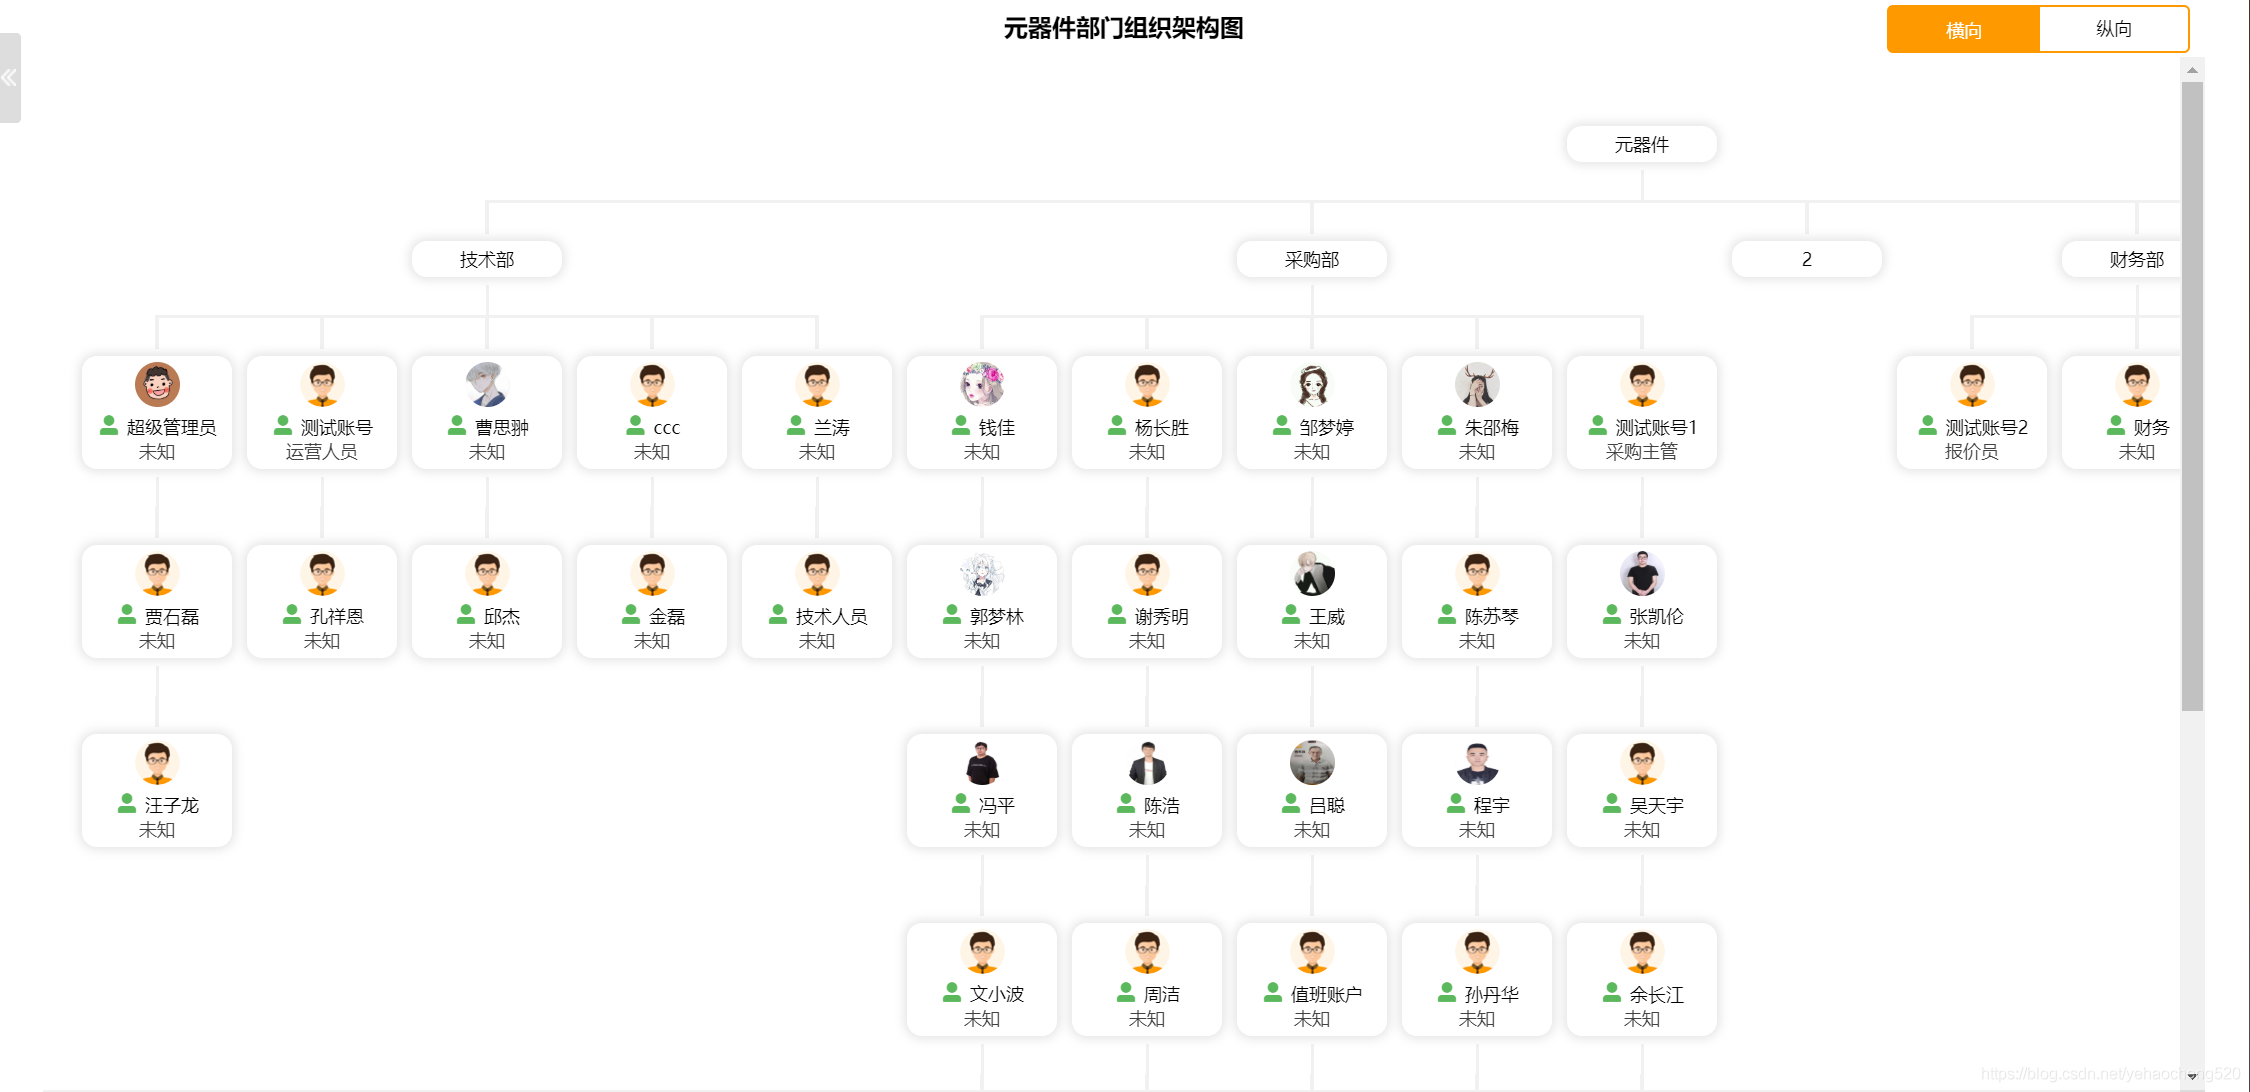 元器件部门组织架构图
横向
纵向
元器件
技术部
采购部
2
财务部
超级管理员
未知
测试账号
运营人员
曹思翀
未知
ccc
未知
兰涛
未知
钱佳
未知
杨长胜
未知
邹梦婷
未知
朱邵梅
未知
测试账号1
采购主管
测试账号2
报价员
财务
未知
贾石磊
未知
孔祥恩
未知
邱杰
未知
金磊
未知
技术人员
未知
郭梦林
未知
谢秀明
未知
王威
未知
陈苏琴
未知
张凯伦
未知
汪子龙
未知
冯平
未知
陈浩
未知
吕聪
未知
程宇
未知
吴天宇
未知
文小波
未知
周洁
未知
值班账户
未知
孙丹华
未知
余长江
未知
https://blog.csdn.net/yehaocheng520